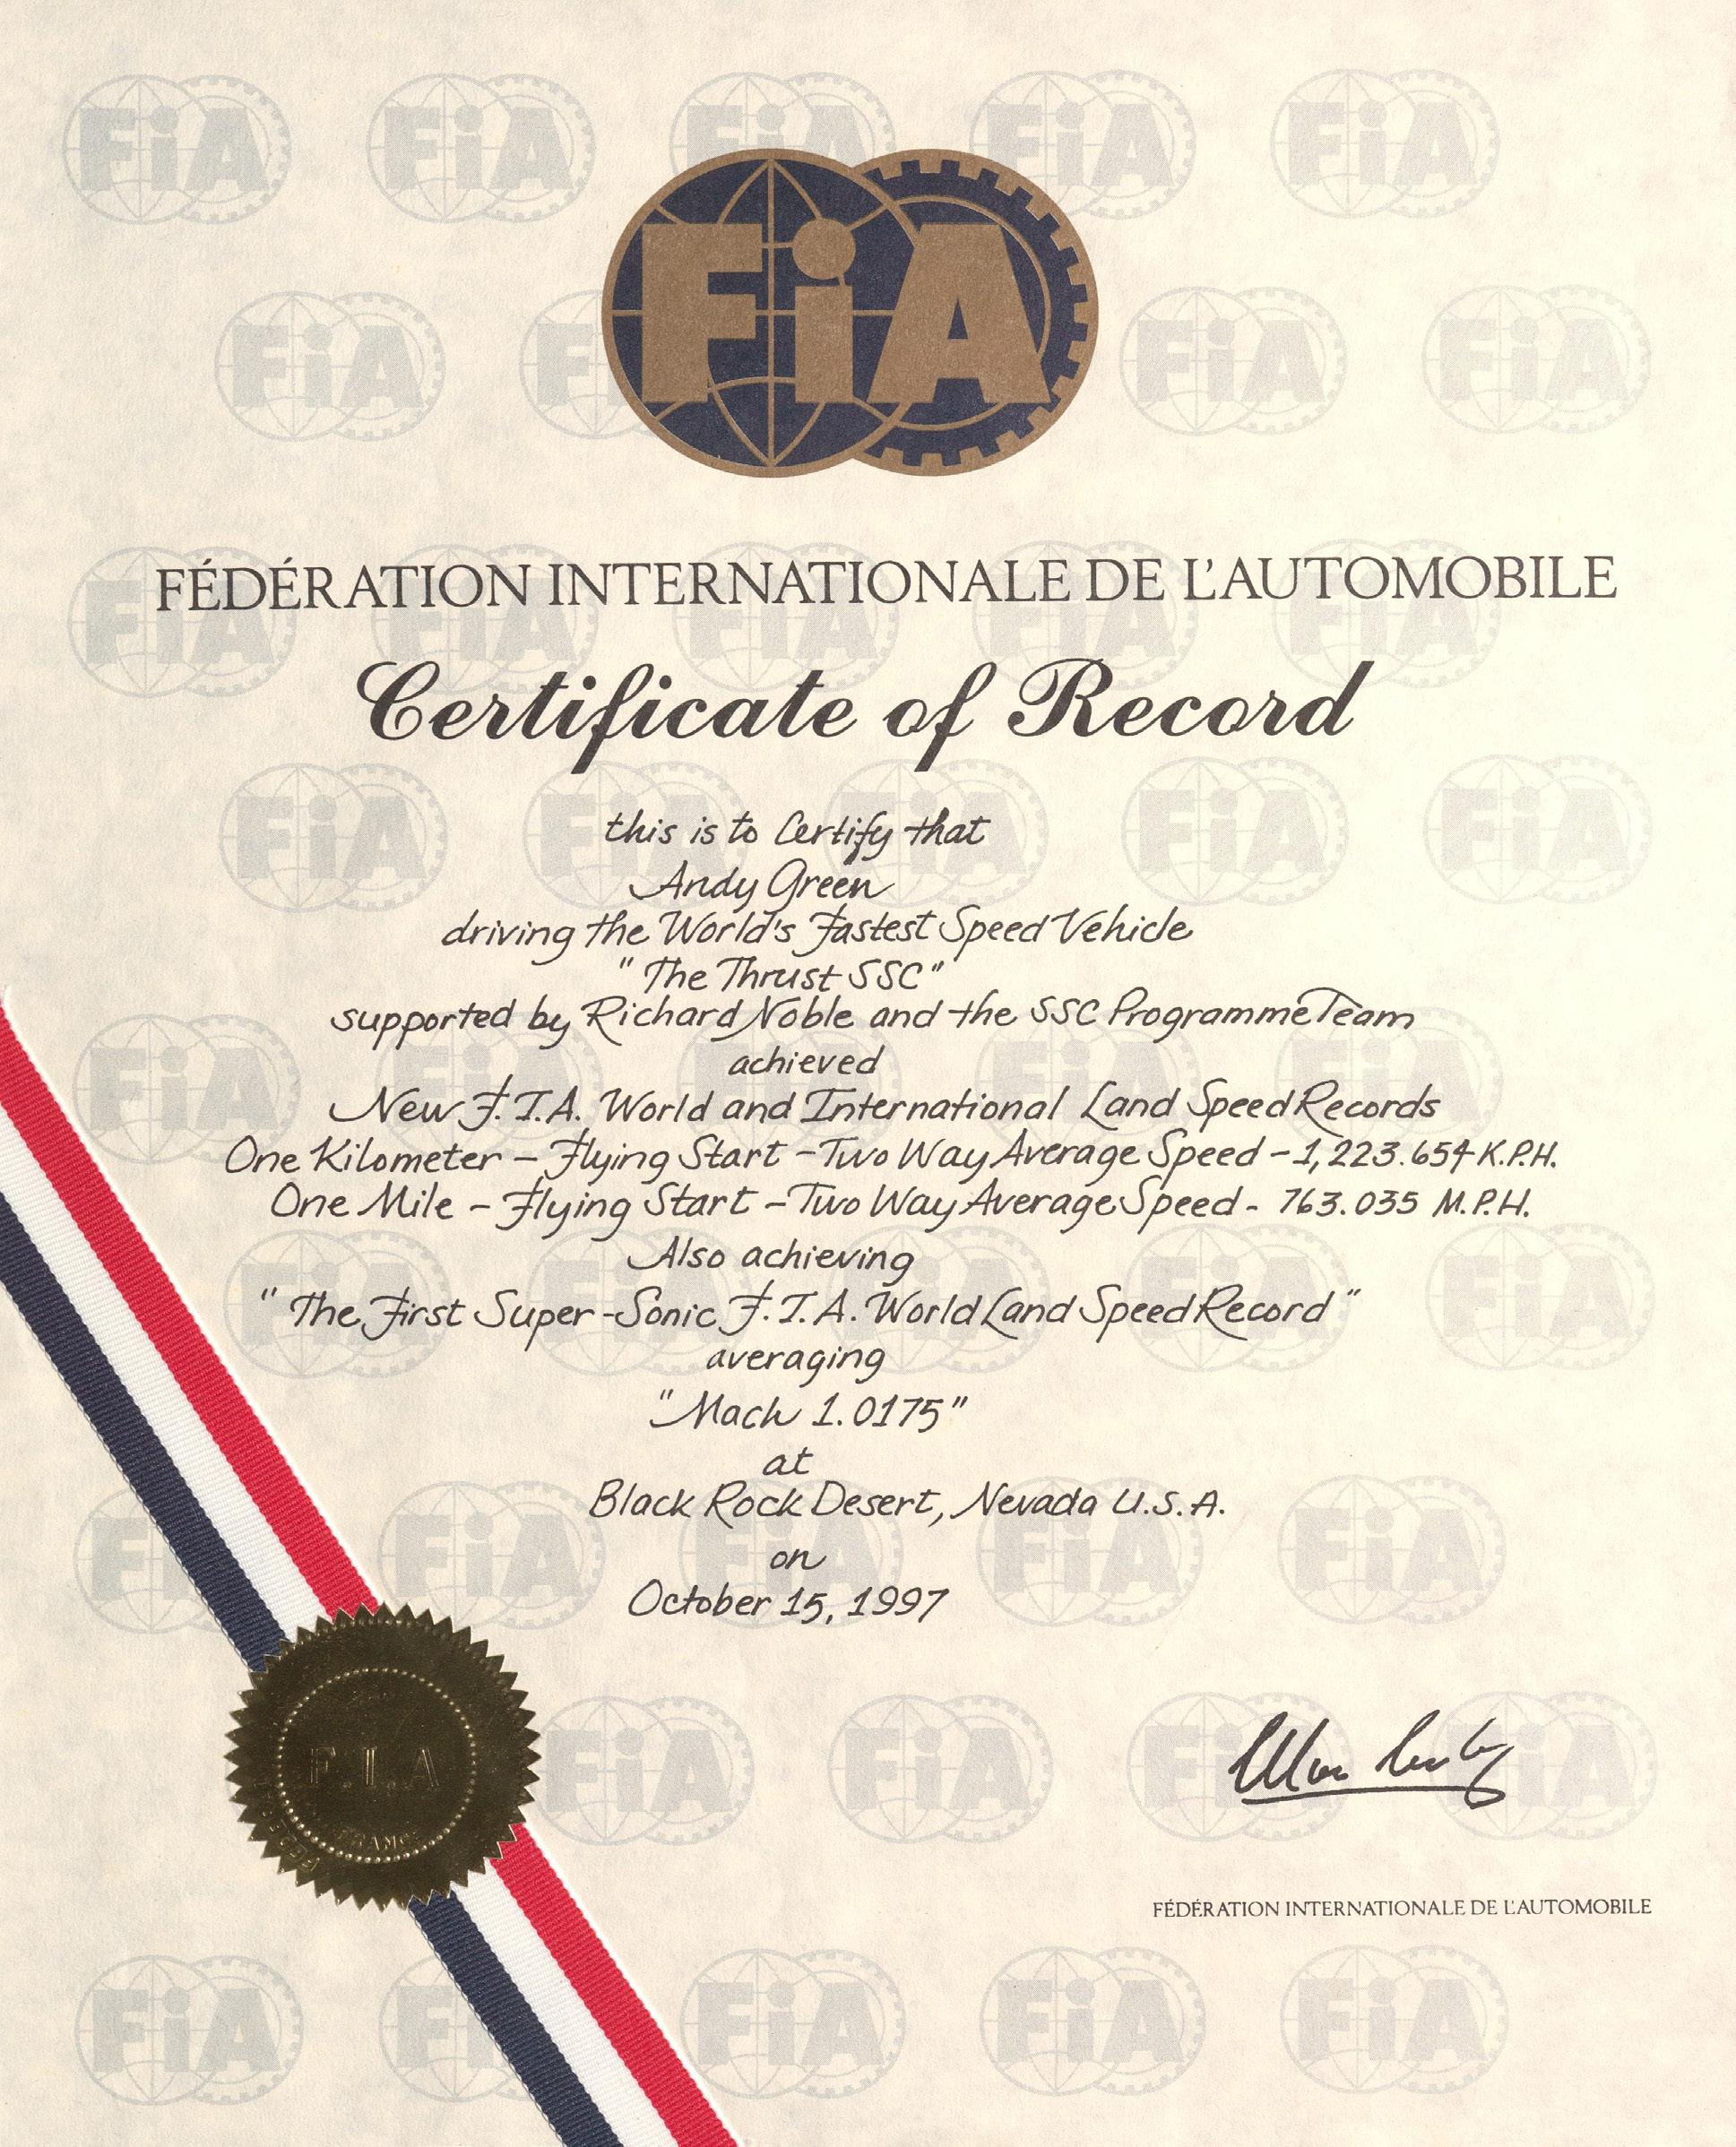 FiA
FÉDÉRATION INTERNATIONALE DE L'AUTOMOBILE
Certificate of Record
this is to Certify that
Andy Green
driving the World's Fastest Speed Vehicle
"The Thrust SSC"
supported by Richard Noble and the SSC Programme Team
achieved
New F.I.A. World and International Land Speed Records
One Kilometer – Flying Start – Two Way Average Speed – 1,223.654 K.P.H.
One Mile – Flying Start – Two Way Average Speed - 763.035 M.P.H.
Also achieving
"The First Super-Sonic F.I.A. World Land Speed Record"
averaging
"Mach 1.0175"
at
Black Rock Desert, Nevada U.S.A.
on
October 15, 1997
F.I.A
FRANCE
FÉDÉRATION INTERNATIONALE DE L'AUTOMOBILE